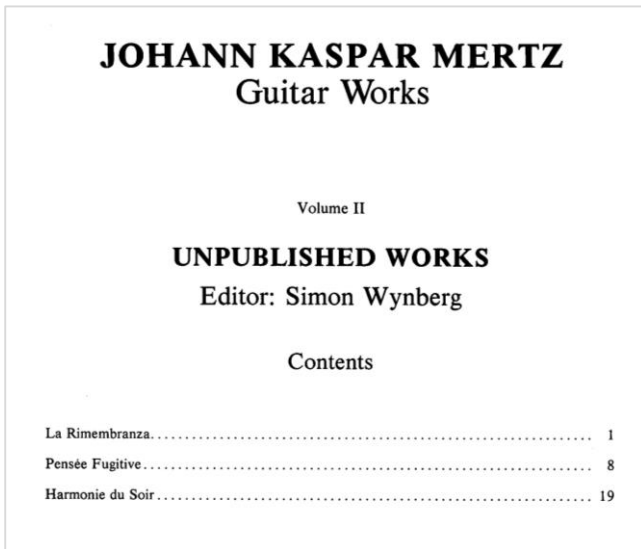 JOHANN KASPAR MERTZ
Guitar Works
Volume II
UNPUBLISHED WORKS
Editor: Simon Wynberg
Contents
La Rimembranza........................................................................ 1
Pensée Fugitive......................................................................... 8
Harmonie du Soir....................................................................... 19